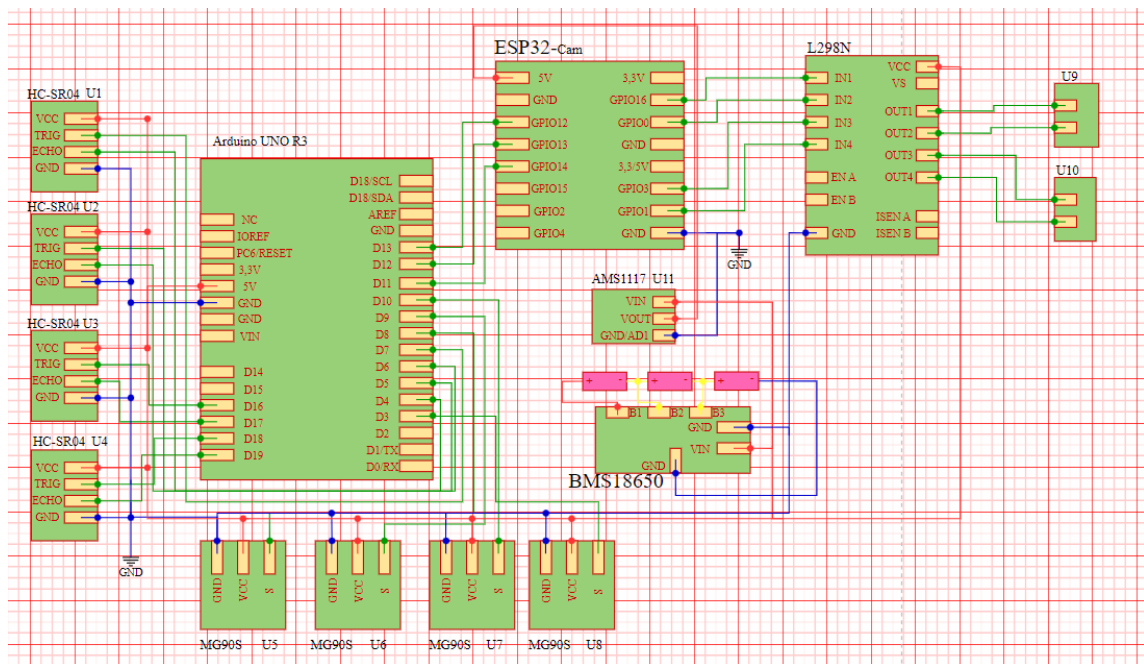 HC-SR04 U1
VCC
TRIG
ECHO
GND
HC-SR04 U2
VCC
TRIG
ECHO
GND
HC-SR04 U3
VCC
TRIG
ECHO
GND
HC-SR04 U4
VCC
TRIG
ECHO
GND
GND
Arduino UNO R3
NC
IOREF
PC6/RESET
3,3V
5V
GND
GND
VIN
D14
D15
D16
D17
D18
D19
D18/SCL
D18/SDA
AREF
GND
D13
D12
D11
D10
D9
D8
D7
D6
D5
D4
D3
D2
D1/TX
D0/RX
ESP32-Cam
5V
GND
GPIO12
GPIO13
GPIO14
GPIO15
GPIO2
GPIO4
3,3V
GPIO16
GPIO0
GND
3,3/5V
GPIO3
GPIO1
GND
GND
L298N
IN1
IN2
IN3
IN4
EN A
EN B
GND
VCC
VS
OUT1
OUT2
OUT3
OUT4
ISEN A
ISEN B
U9
U10
AMS1117 U11
VIN
VOUT
GND/AD1
+ -
+ -
+ -
B1
B2
B3
GND
VIN
GND
BMS18650
GND
VCC
S
MG90S U5
GND
VCC
S
MG90S U6
GND
VCC
S
MG90S U7
GND
VCC
S
MG90S U8